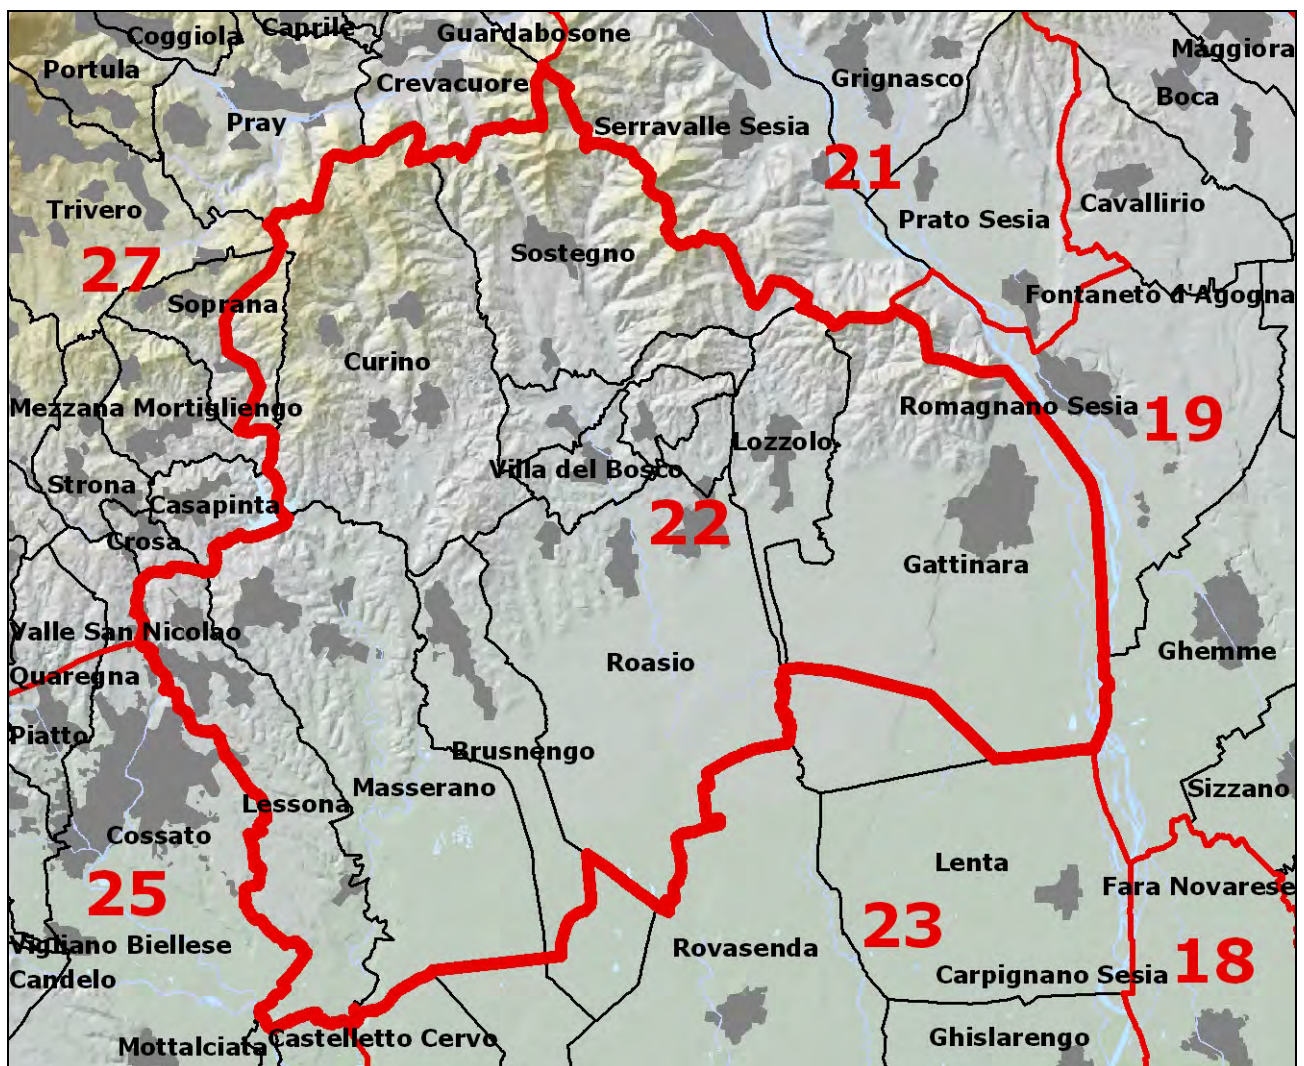 Coggiola
Caprile
Guardabosone
Maggiora
Portula
Crevacuore
Grignasco
Boca
Pray
Serravalle Sesia
21
Trivero
Prato Sesia
Cavallirio
27
Sostegno
Soprana
Fontaneto d'Agogna
Curino
Mezzana Mortigliengo
Romagnano Sesia
19
Lozzolo
Villa del Bosco
Strona
Casapinta
22
Crosa
Gattinara
Valle San Nicolao
Ghemme
Quaregna
Roasio
Piatto
Brusnengo
Masserano
Sizzano
Lessona
Cossato
Lenta
25
Fara Novarese
23
Vigliano Biellese
Rovasenda
18
Candelo
Carpignano Sesia
Mottalciata
Castelletto Cervo
Ghislarengo